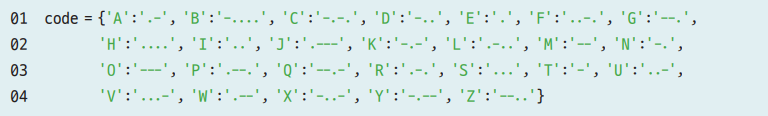 01 code = {'A':'.-', 'B':'-....', 'C':'-.-.', 'D':'-..', 'E':'.', 'F':'..-.', 'G':'--.',
02 'H':'....', 'I':'..', 'J':'.---', 'K':'-.-', 'L':'.-..', 'M':'--', 'N':'-.',
03 'O':'---', 'P':'.--.', 'Q':'--.-', 'R':'.-.', 'S':'...', 'T':'-', 'U':'..-',
04 'V':'...-', 'W':'.--', 'X':'-..-', 'Y':'-.--', 'Z':'--..'}